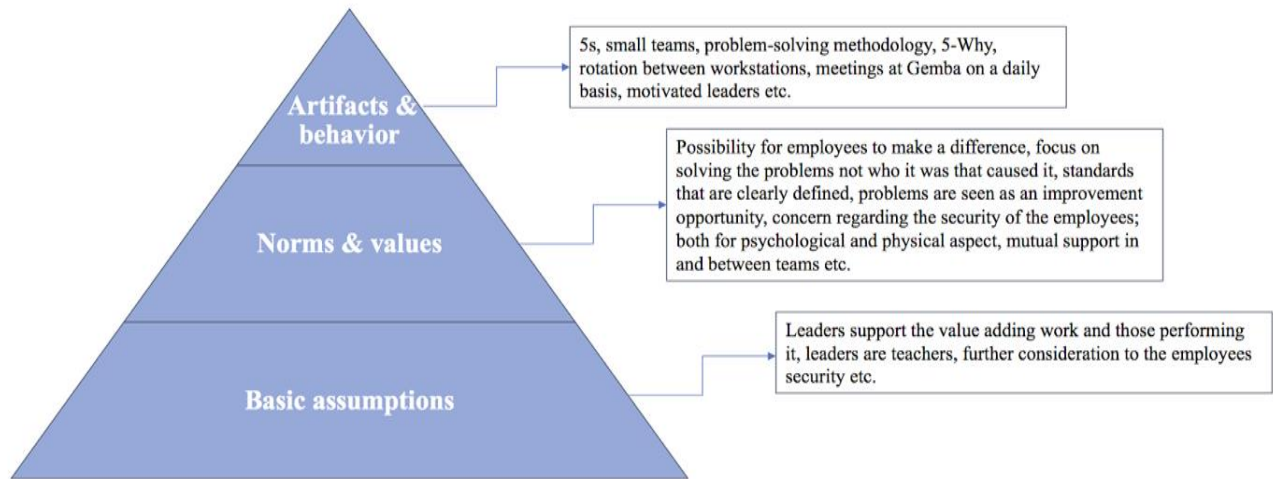 Artifacts &
behavior
5s, small teams, problem-solving methodology, 5-Why,
rotation between workstations, meetings at Gemba on a daily
basis, motivated leaders etc.
Norms & values
Possibility for employees to make a difference, focus on
solving the problems not who it was that caused it, standards
that are clearly defined, problems are seen as an improvement
opportunity, concern regarding the security of the employees;
both for psychological and physical aspect, mutual support in
and between teams etc.
Basic assumptions
Leaders support the value adding work and those performing
it, leaders are teachers, further consideration to the employees
security etc.